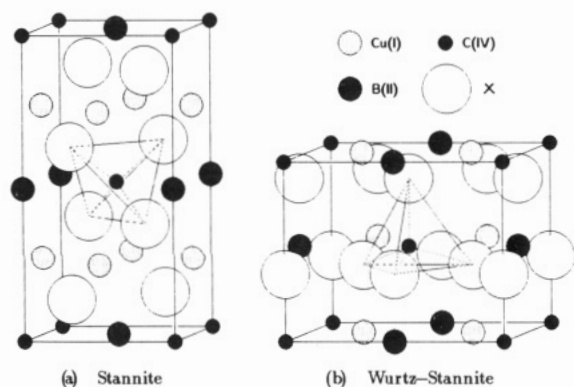 Cu(I)
C(IV)
B(II)
X
(a) Stannite
(b) Wurtz–Stannite